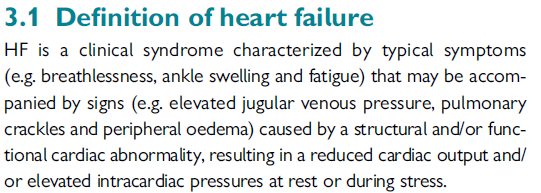 3.1 Definition of heart failure
HF is a clinical syndrome characterized by typical symptoms
(e.g. breathlessness, ankle swelling and fatigue) that may be accom-
panied by signs (e.g. elevated jugular venous pressure, pulmonary
crackles and peripheral oedema) caused by a structural and/or func-
tional cardiac abnormality, resulting in a reduced cardiac output and/
or elevated intracardiac pressures at rest or during stress.